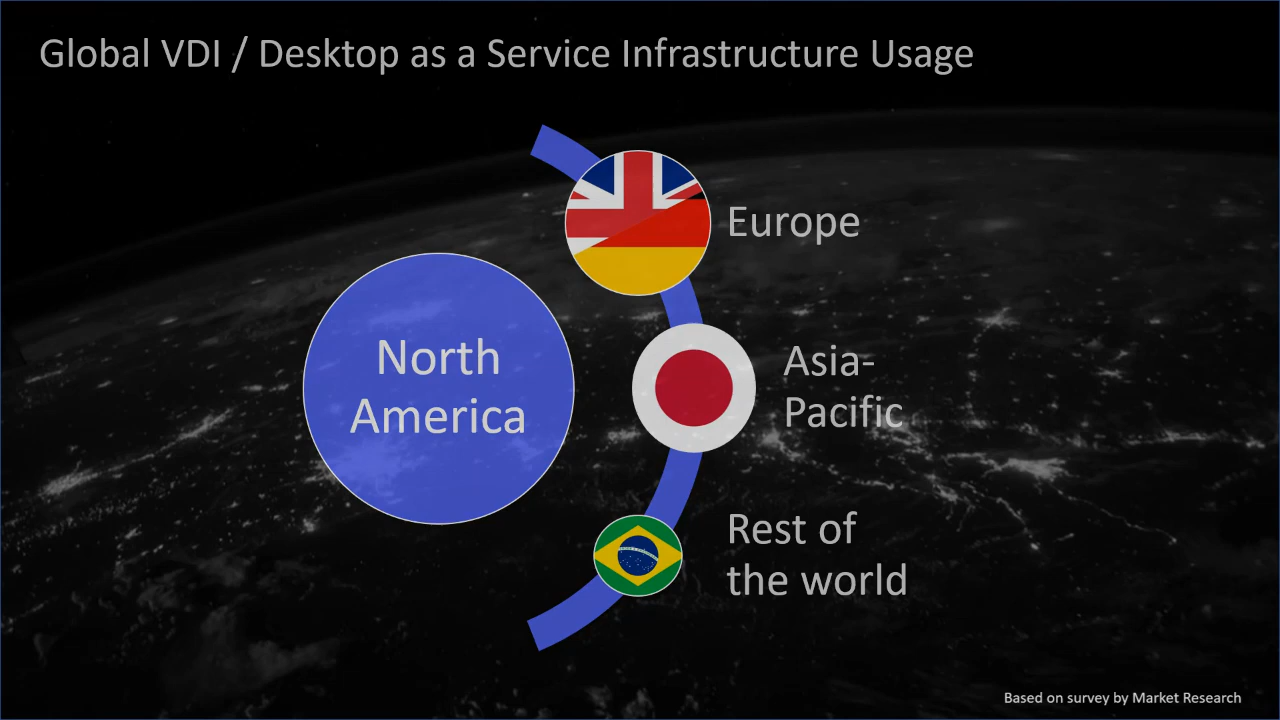 Global VDI / Desktop as a Service Infrastructure Usage
Europe
North
America
Asia-
Pacific
Rest of
the world
Based on survey by Market Research